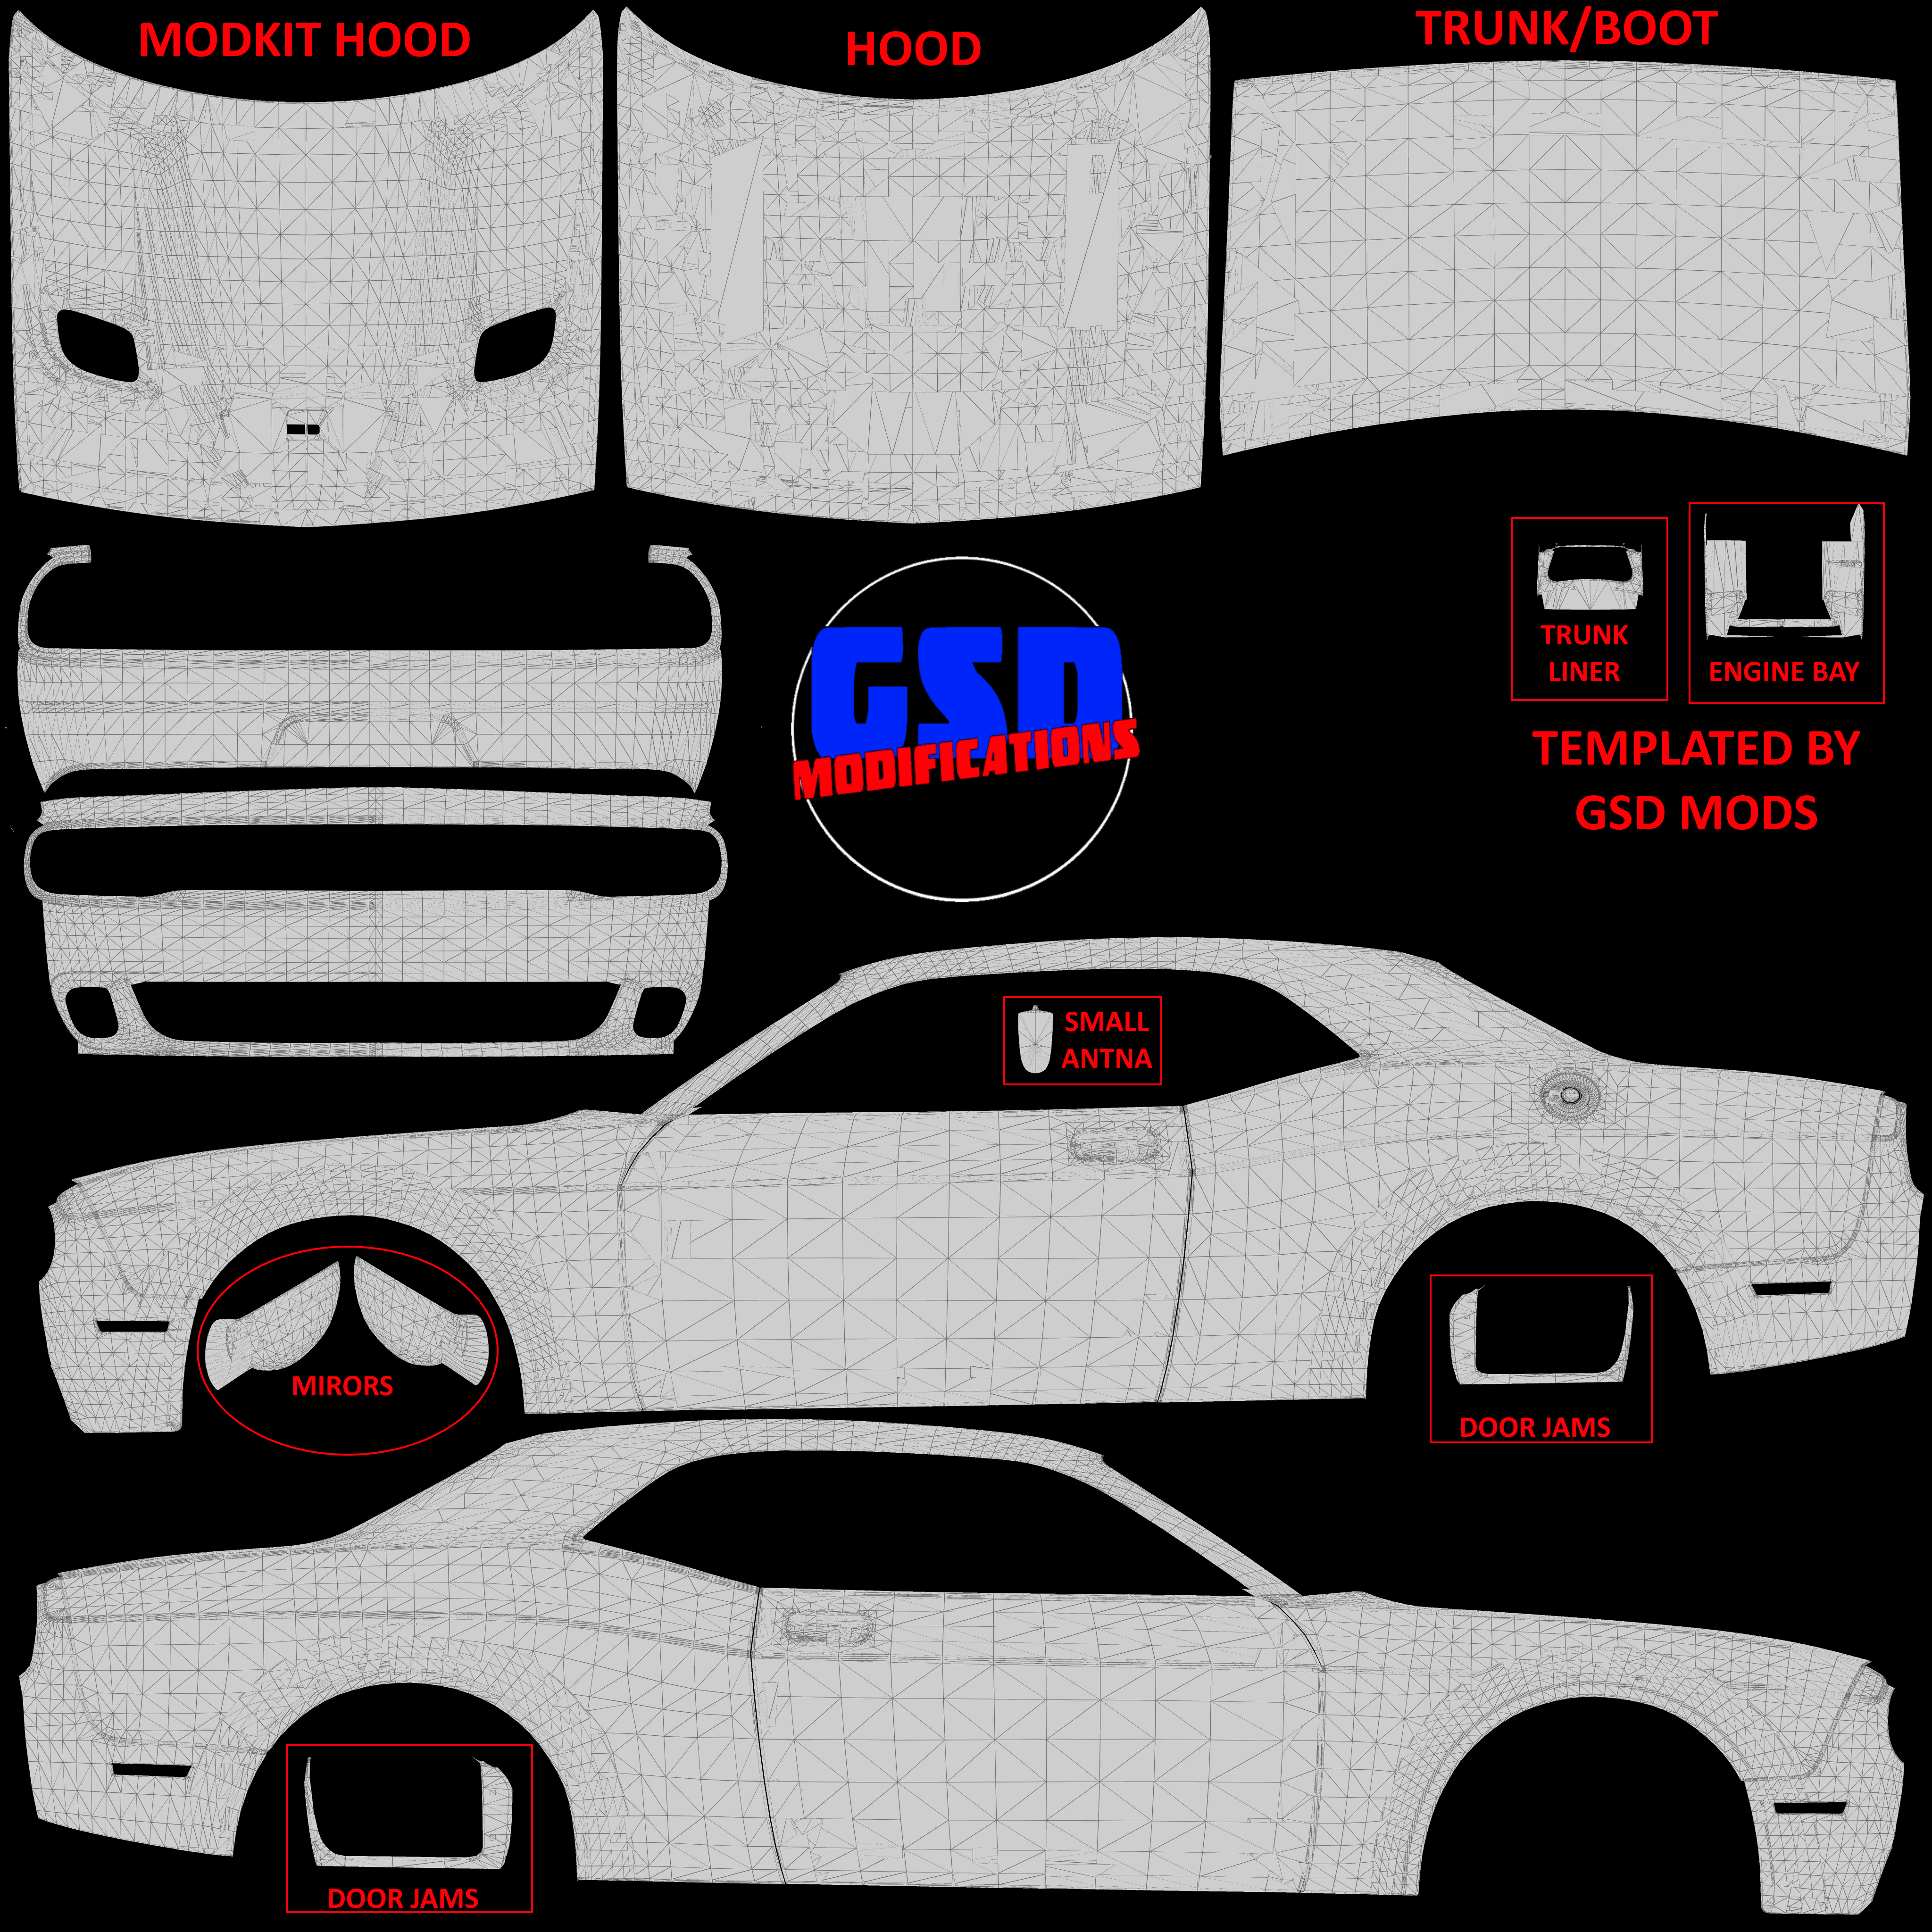 MODKIT HOOD
HOOD
TRUNK/BOOT
TRUNK
LINER
ENGINE BAY
GSD
MODIFICATIONS
TEMPLATED BY
GSD MODS
SMALL
ANTNA
MIRORS
DOOR JAMS
DOOR JAMS